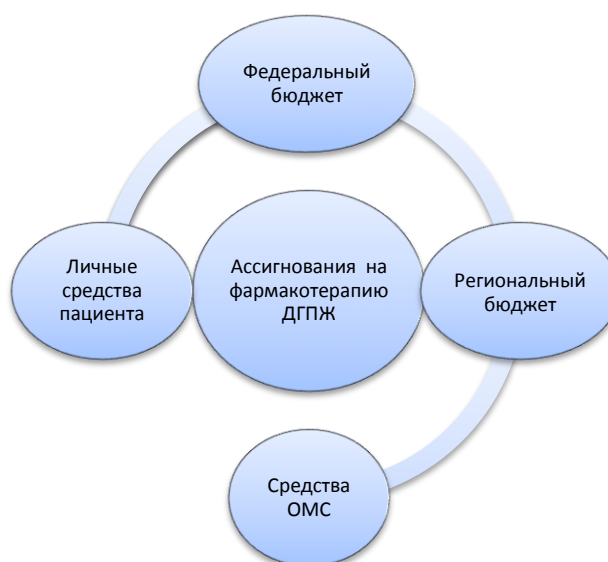 Федеральный
бюджет
Личные
средства
пациента
Ассигнования на
фармакотерапию
ДГПЖ
Региональный
бюджет
Средства
ОМС